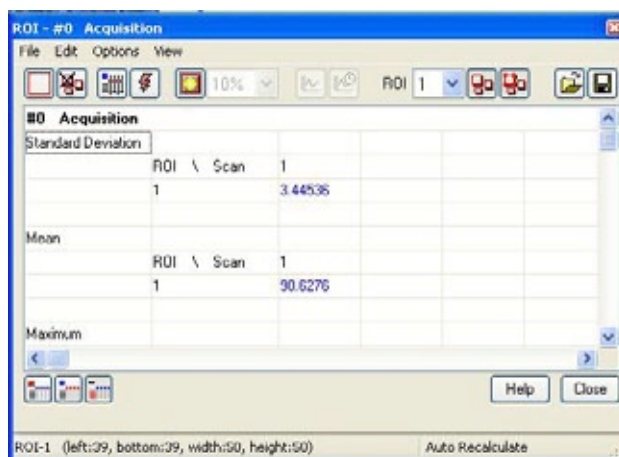 ROI - #0 Acquisition
File Edit Options View
10% ROI 1
#0 Acquisition
Standard Deviation
ROI \ Scan 1
1 3.44536
Mean
ROI \ Scan 1
1 90.6276
Maximum
Help Close
ROI-1 (left:39, bottom:39, width:50, height:50) Auto Recalculate